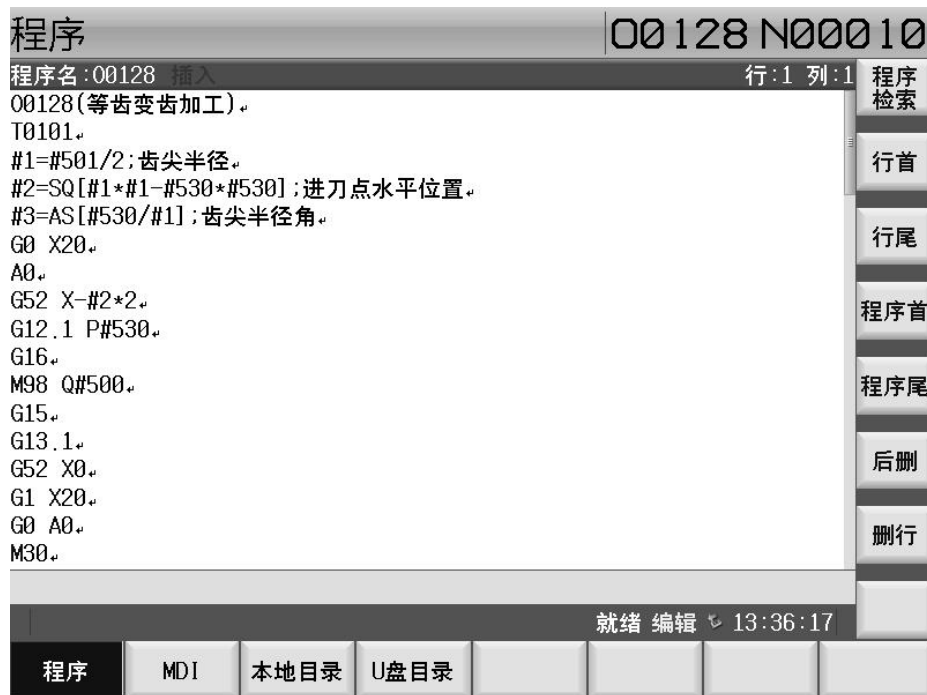 程序 O0128 N00010
程序名:O0128 插入 行:1 列:1
O0128(等齿变齿加工)
T0101
#1=#501/2;齿尖半径
#2=SQ[#1*#1-#530*#530];进刀点水平位置
#3=AS[#530/#1];齿尖半径角
G0 X20
A0
G52 X-#2*2
G12.1 P#530
G16
M98 Q#500
G15
G13.1
G52 X0
G1 X20
G0 A0
M30
程序检索
行首
行尾
程序首
程序尾
后删
删行
就绪 编辑 13:36:17
程序 MDI 本地目录 U盘目录